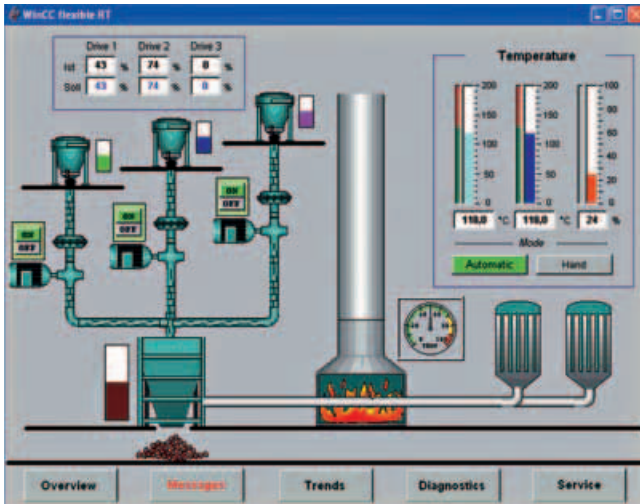 WinCC flexible RT
Drive 1 Drive 2 Drive 3
Ist 43 % 74 % 0 %
Soll 43 % 74 % 0 %
Temperature
200 200 100
150 150 80
60
100 100
40
50 50
20
0 0 0
118,0 °C 118,0 °C 24 %
Mode
Automatic Hand
ON
OFF
ON
OFF
ON
OFF
Overview Messages Trends Diagnostics Service